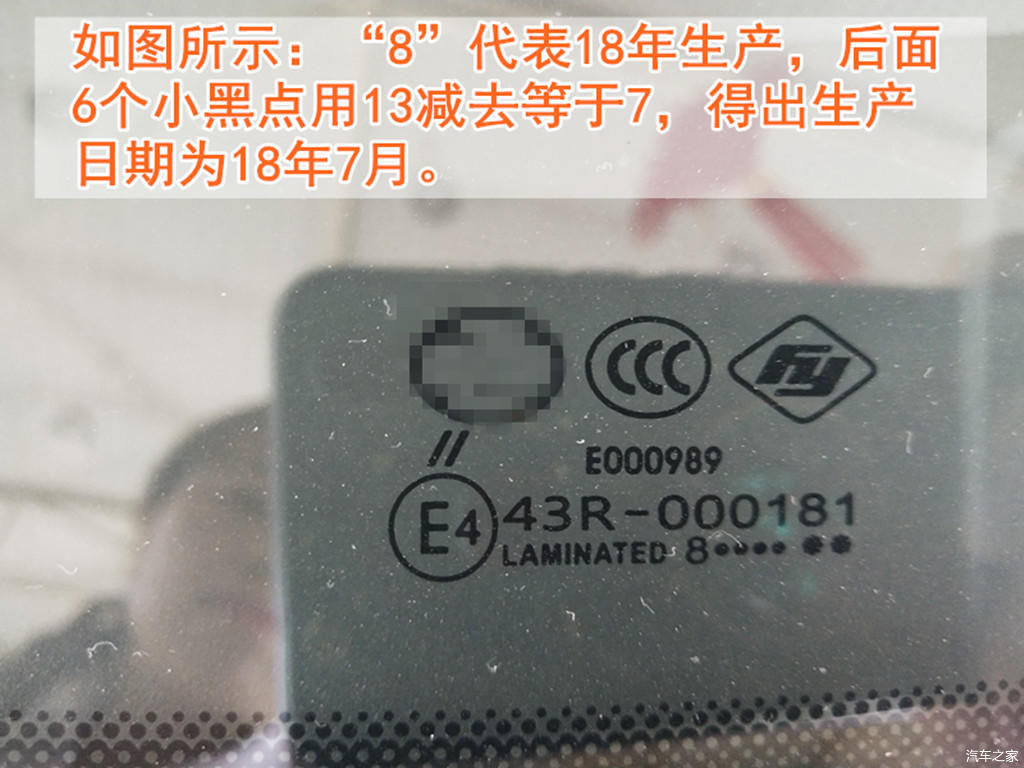 如图所示：“8”代表18年生产，后面
6个小黑点用13减去等于7，得出生产
日期为18年7月。
CCC
fy
//
E000989
E4 43R-000181
LAMINATED 8•••• ••
汽车之家